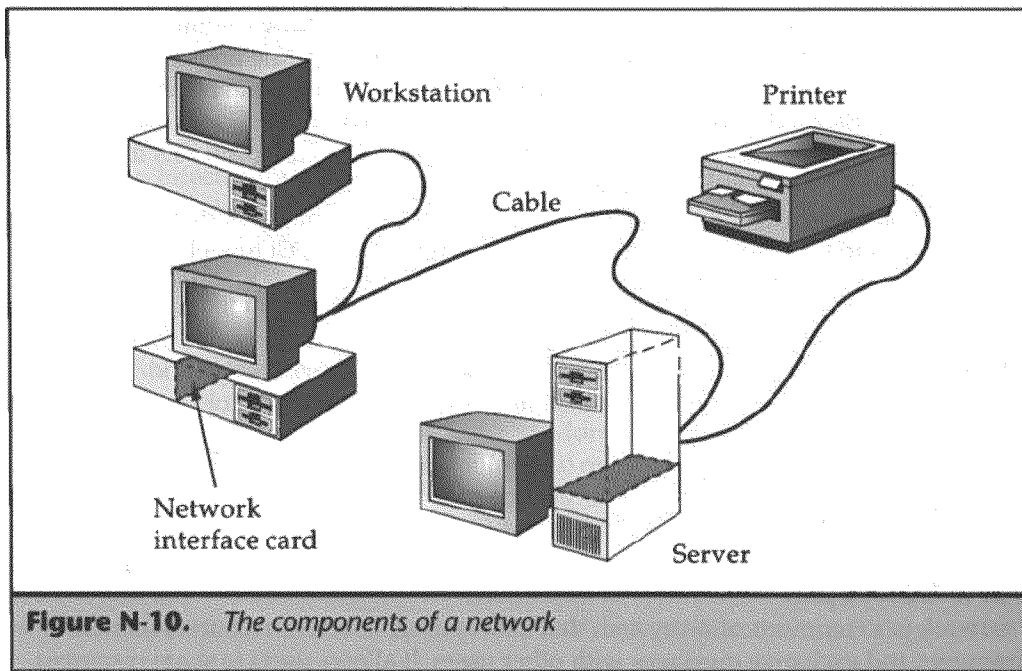 Workstation
Printer
Cable
Network
interface card
Server
Figure N-10. The components of a network